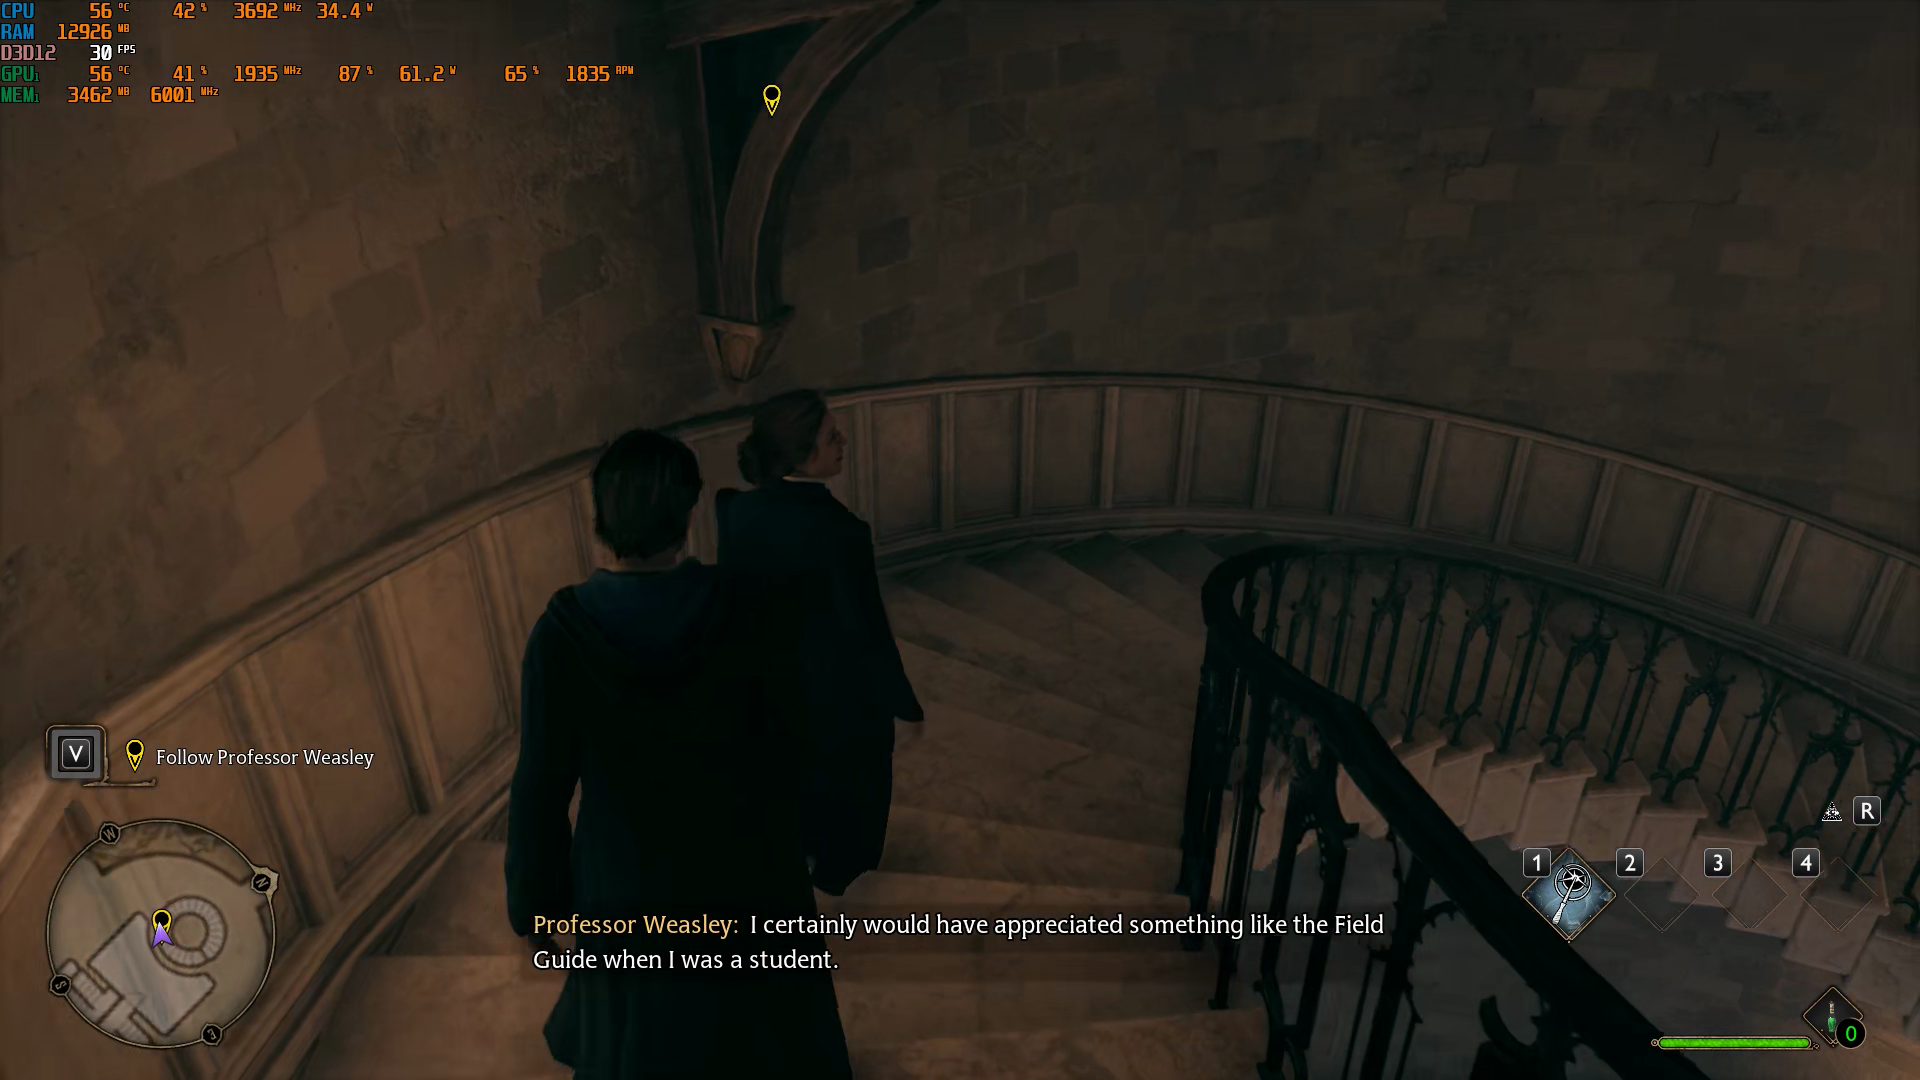 CPU 56 °C 42 % 3692 MHz 34.4 W
RAM 12926 MB
D3D12 30 FPS
GPU1 56 °C 41 % 1935 MHz 87 % 61.2 W 65 % 1835 RPM
MEM1 3462 MB 6001 MHz
V Follow Professor Weasley
W
N
S
R
1 2 3 4
Professor Weasley: I certainly would have appreciated something like the Field
Guide when I was a student.
0